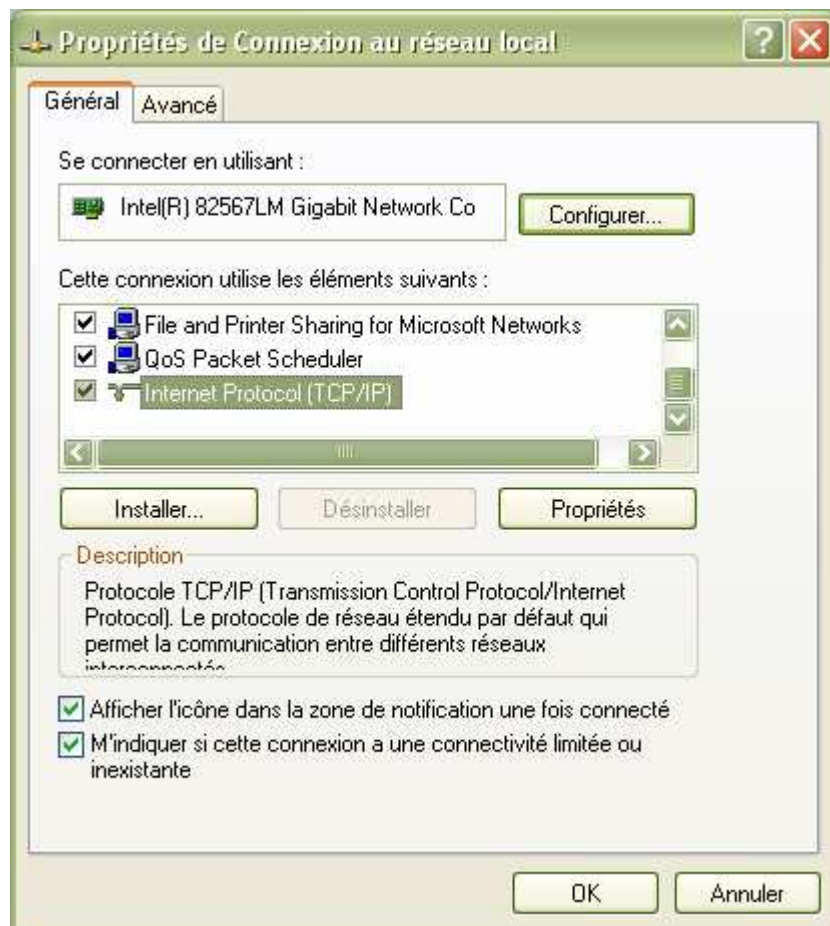 Propriétés de Connexion au réseau local
Général
Avancé
Se connecter en utilisant :
Intel(R) 82567LM Gigabit Network Co
Configurer...
Cette connexion utilise les éléments suivants :
File and Printer Sharing for Microsoft Networks
QoS Packet Scheduler
Internet Protocol (TCP/IP)
Installer...
Désinstaller
Propriétés
Description
Protocole TCP/IP (Transmission Control Protocol/Internet
Protocol). Le protocole de réseau étendu par défaut qui
permet la communication entre différents réseaux
interconnectés
Afficher l'icône dans la zone de notification une fois connecté
M'indiquer si cette connexion a une connectivité limitée ou
inexistante
OK
Annuler